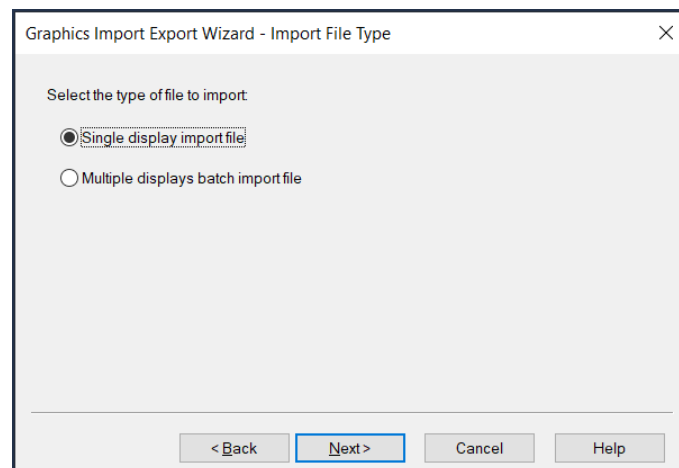 Graphics Import Export Wizard - Import File Type
Select the type of file to import:
Single display import file
Multiple displays batch import file
< Back Next > Cancel Help